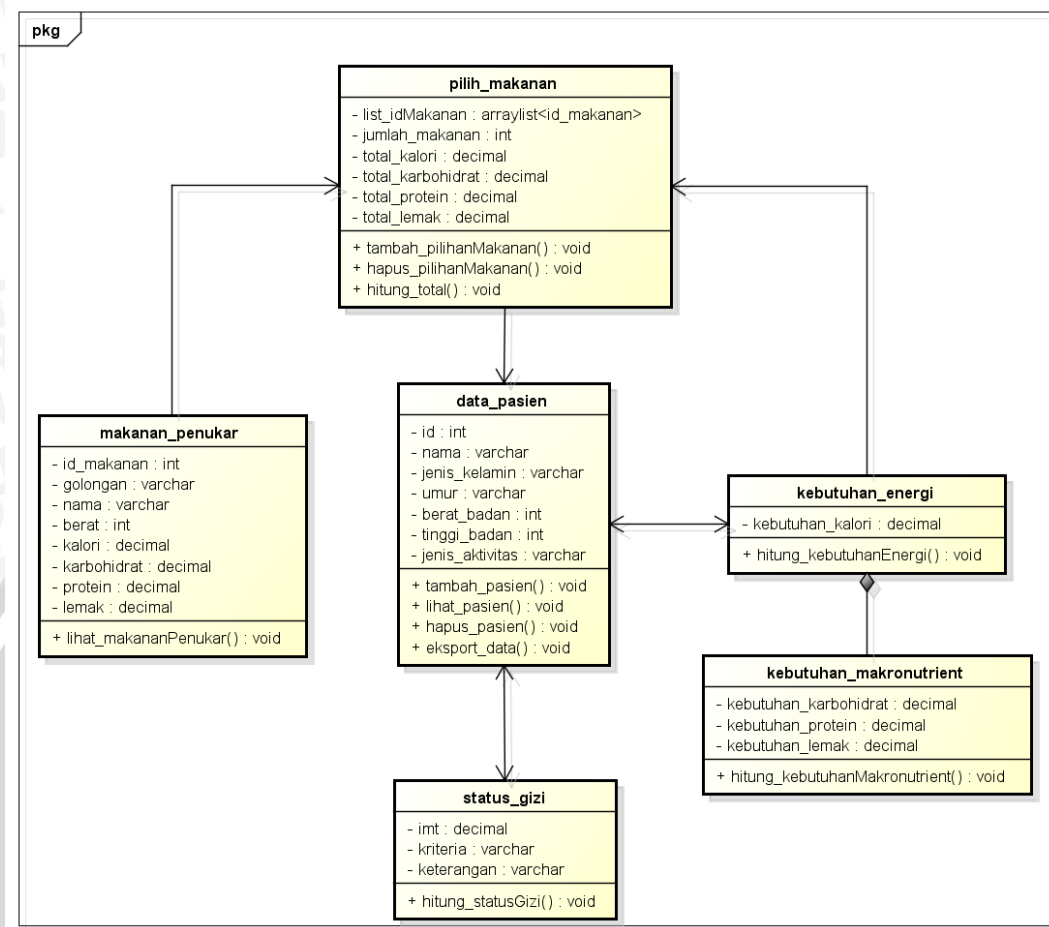 pkg
pilih_makanan
- list_idMakanan : arraylist<id_makanan>
- jumlah_makanan : int
- total_kalori : decimal
- total_karbohidrat : decimal
- total_protein : decimal
- total_lemak : decimal
+ tambah_pilihanMakanan() : void
+ hapus_pilihanMakanan() : void
+ hitung_total() : void
makanan_penukar
- id_makanan : int
- golongan : varchar
- nama : varchar
- berat : int
- kalori : decimal
- karbohidrat : decimal
- protein : decimal
- lemak : decimal
+ lihat_makananPenukar() : void
data_pasien
- id : int
- nama : varchar
- jenis_kelamin : varchar
- umur : varchar
- berat_badan : int
- tinggi_badan : int
- jenis_aktivitas : varchar
+ tambah_pasien() : void
+ lihat_pasien() : void
+ hapus_pasien() : void
+ eksport_data() : void
kebutuhan_energi
- kebutuhan_kalori : decimal
+ hitung_kebutuhanEnergi() : void
kebutuhan_makronutrient
- kebutuhan_karbohidrat : decimal
- kebutuhan_protein : decimal
- kebutuhan_lemak : decimal
+ hitung_kebutuhanMakronutrient() : void
status_gizi
- imt : decimal
- kriteria : varchar
- keterangan : varchar
+ hitung_statusGizi() : void